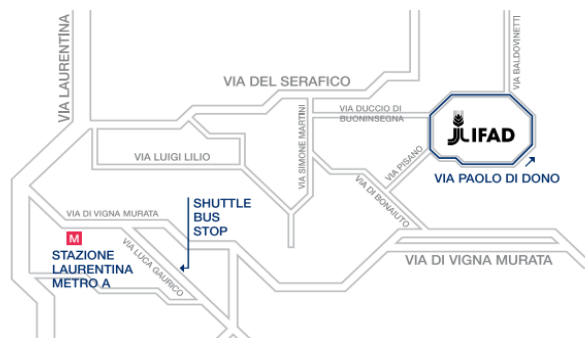 VIA LAURENTINA
VIA DEL SERAFICO
VIA BALDOVINETTI
VIA DUCCIO DI
BUONINSEGNA
IFAD
VIA SIMONE MARTINI
VIA LUIGI LILIO
VIA PISANO
VIA PAOLO DI DONO
VIA DI BONAIUTO
SHUTTLE
BUS
STOP
VIA DI VIGNA MURATA
M
STAZIONE
LAURENTINA
METRO A
VIA LUCA GAURICO
VIA DI VIGNA MURATA